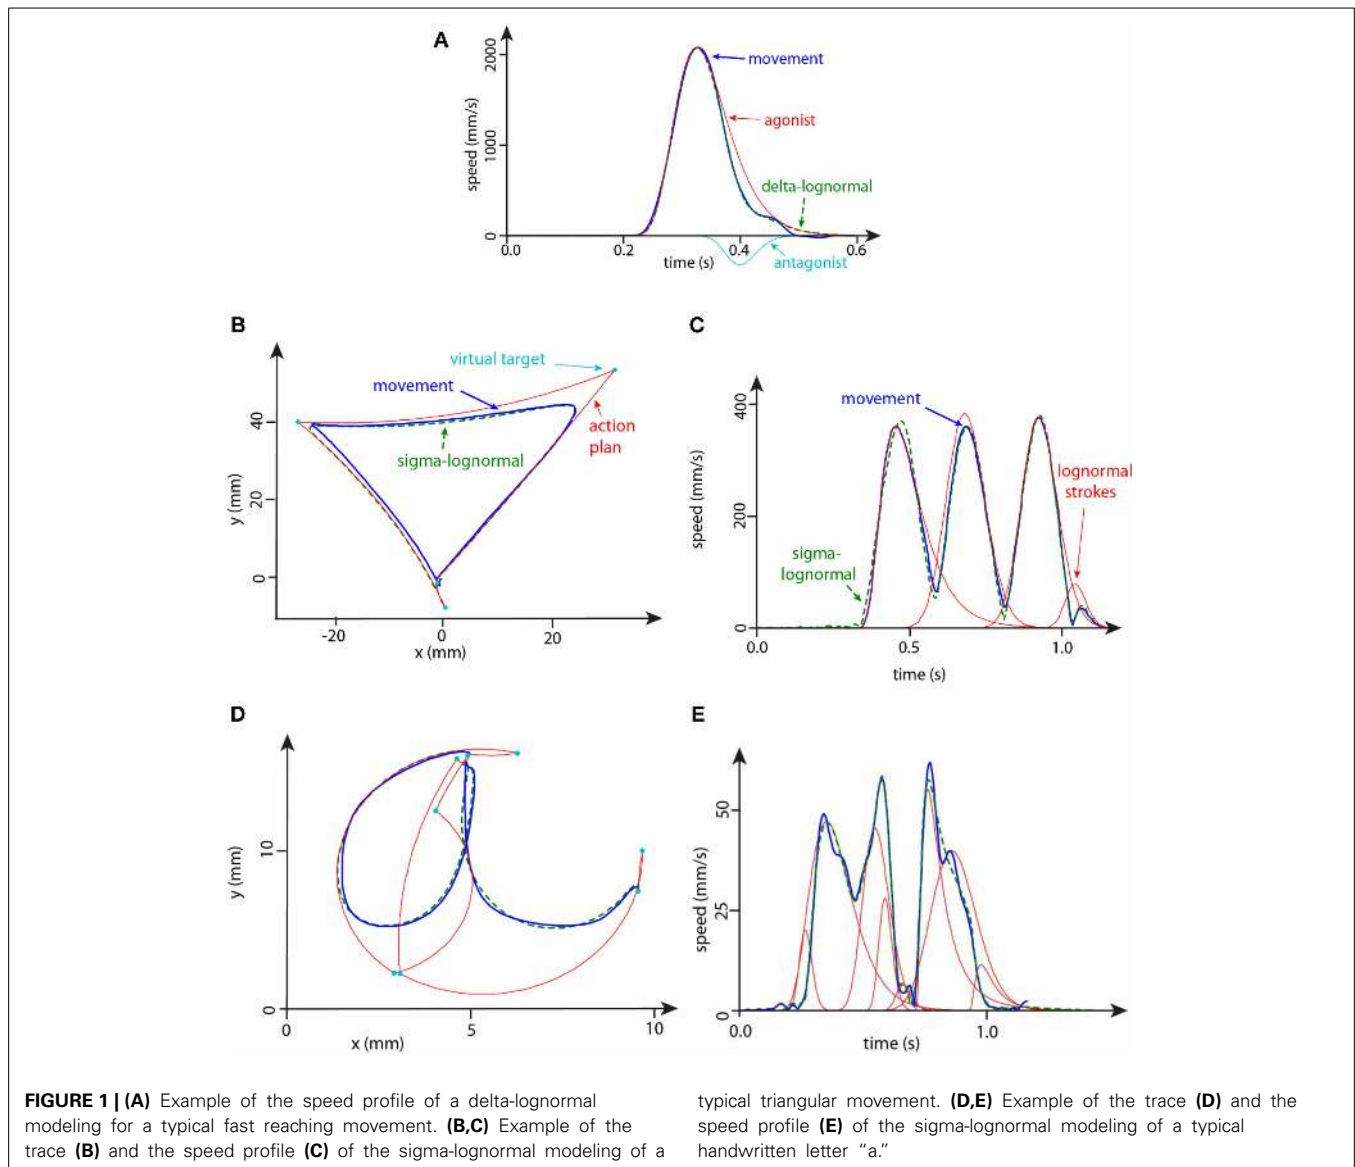 A
speed (mm/s)
2000
1000
0
movement
agonist
delta-lognormal
antagonist
0.0
0.2
0.4
0.6
time (s)
B
y (mm)
40
20
0
virtual target
movement
action
plan
sigma-lognormal
-20
0
20
x (mm)
C
speed (mm/s)
400
200
0
movement
lognormal
strokes
sigma-
lognormal
0.0
0.5
1.0
time (s)
D
y (mm)
10
0
0
5
10
x (mm)
E
speed (mm/s)
50
25
0
0.0
1.0
time (s)
FIGURE 1 | (A) Example of the speed profile of a delta-lognormal
modeling for a typical fast reaching movement. (B,C) Example of the
trace (B) and the speed profile (C) of the sigma-lognormal modeling of a
typical triangular movement. (D,E) Example of the trace (D) and the
speed profile (E) of the sigma-lognormal modeling of a typical
handwritten letter “a.”